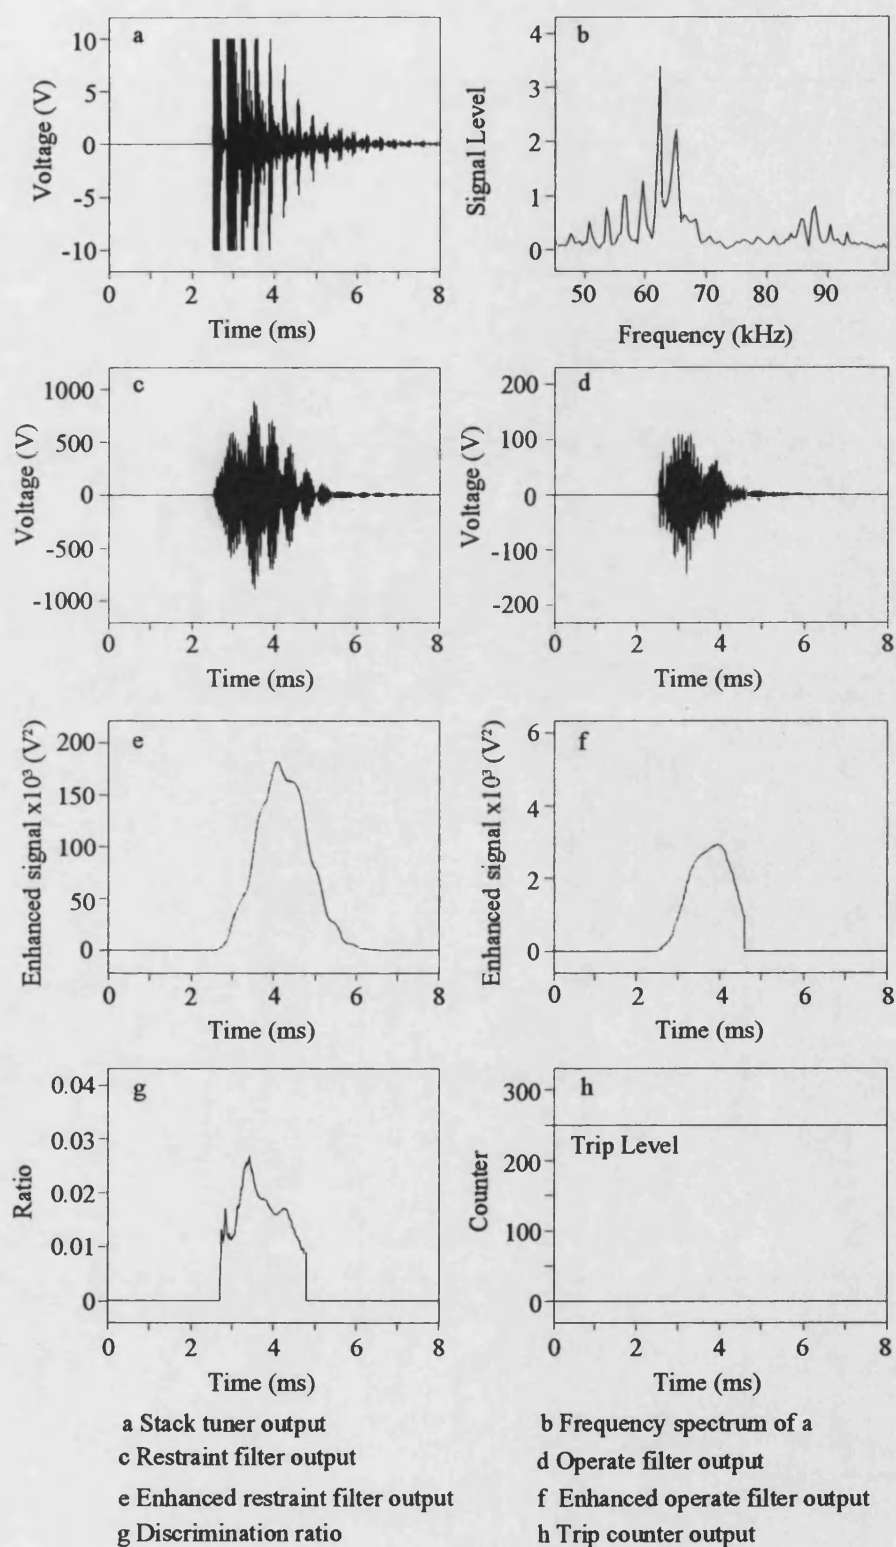 a
10
5
0
-5
-10
Voltage (V)
0 2 4 6 8
Time (ms)
b
4
3
2
1
0
Signal Level
50 60 70 80 90
Frequency (kHz)
c
1000
500
0
-500
-1000
Voltage (V)
0 2 4 6 8
Time (ms)
d
200
100
0
-100
-200
Voltage (V)
0 2 4 6 8
Time (ms)
e
200
150
100
50
0
Enhanced signal x10³ (V²)
0 2 4 6 8
Time (ms)
f
6
4
2
0
Enhanced signal x10³ (V²)
0 2 4 6 8
Time (ms)
g
0.04
0.03
0.02
0.01
0
Ratio
0 2 4 6 8
Time (ms)
h
300
200
100
0
Trip Level
Counter
0 2 4 6 8
Time (ms)
a Stack tuner output
b Frequency spectrum of a
c Restraint filter output
d Operate filter output
e Enhanced restraint filter output
f Enhanced operate filter output
g Discrimination ratio
h Trip counter output